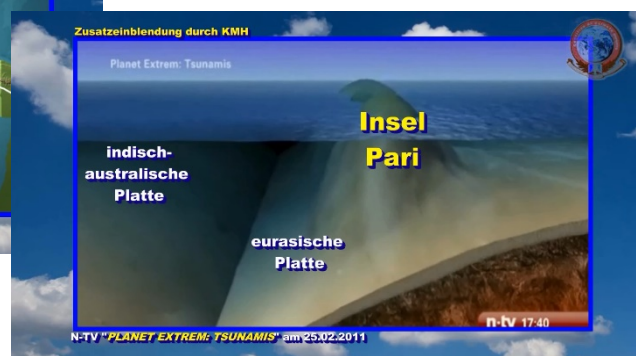 Zusatzeinblendung durch KMH
Planet Extrem: Tsunamis
Insel
Pari
indisch-
australische
Platte
eurasische
Platte
n-tv 17:40
N-TV "PLANET EXTREM: TSUNAMIS" am 25.02.2011